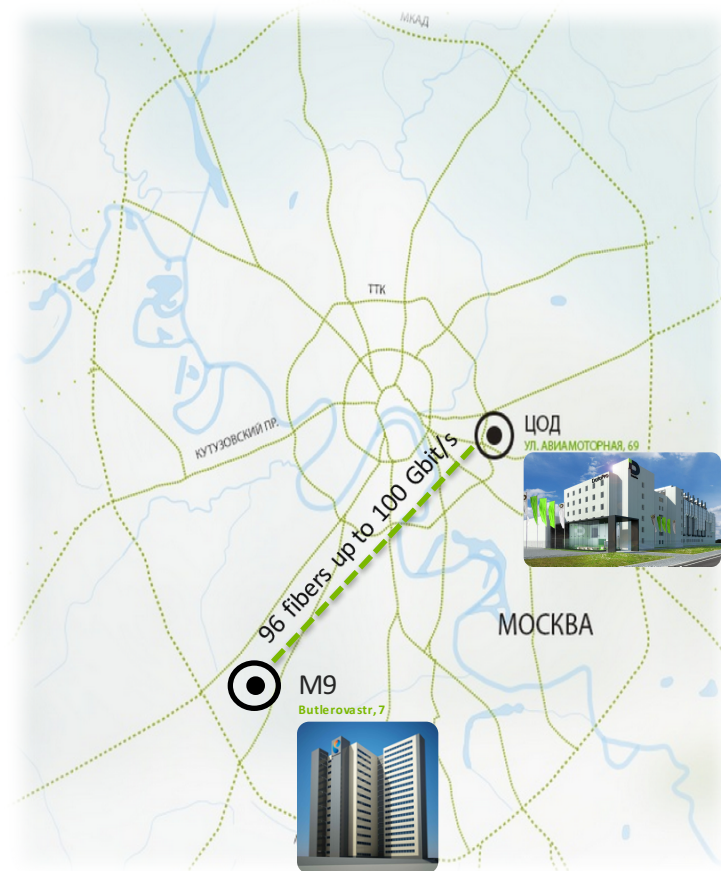 МКАД
ТТК
КУТУЗОВСКИЙ ПР.
ЦОД
УЛ. АВИАМОТОРНАЯ, 69
96 fibers up to 100 Gbit/s
МОСКВА
M9
Butlerovastr, 7